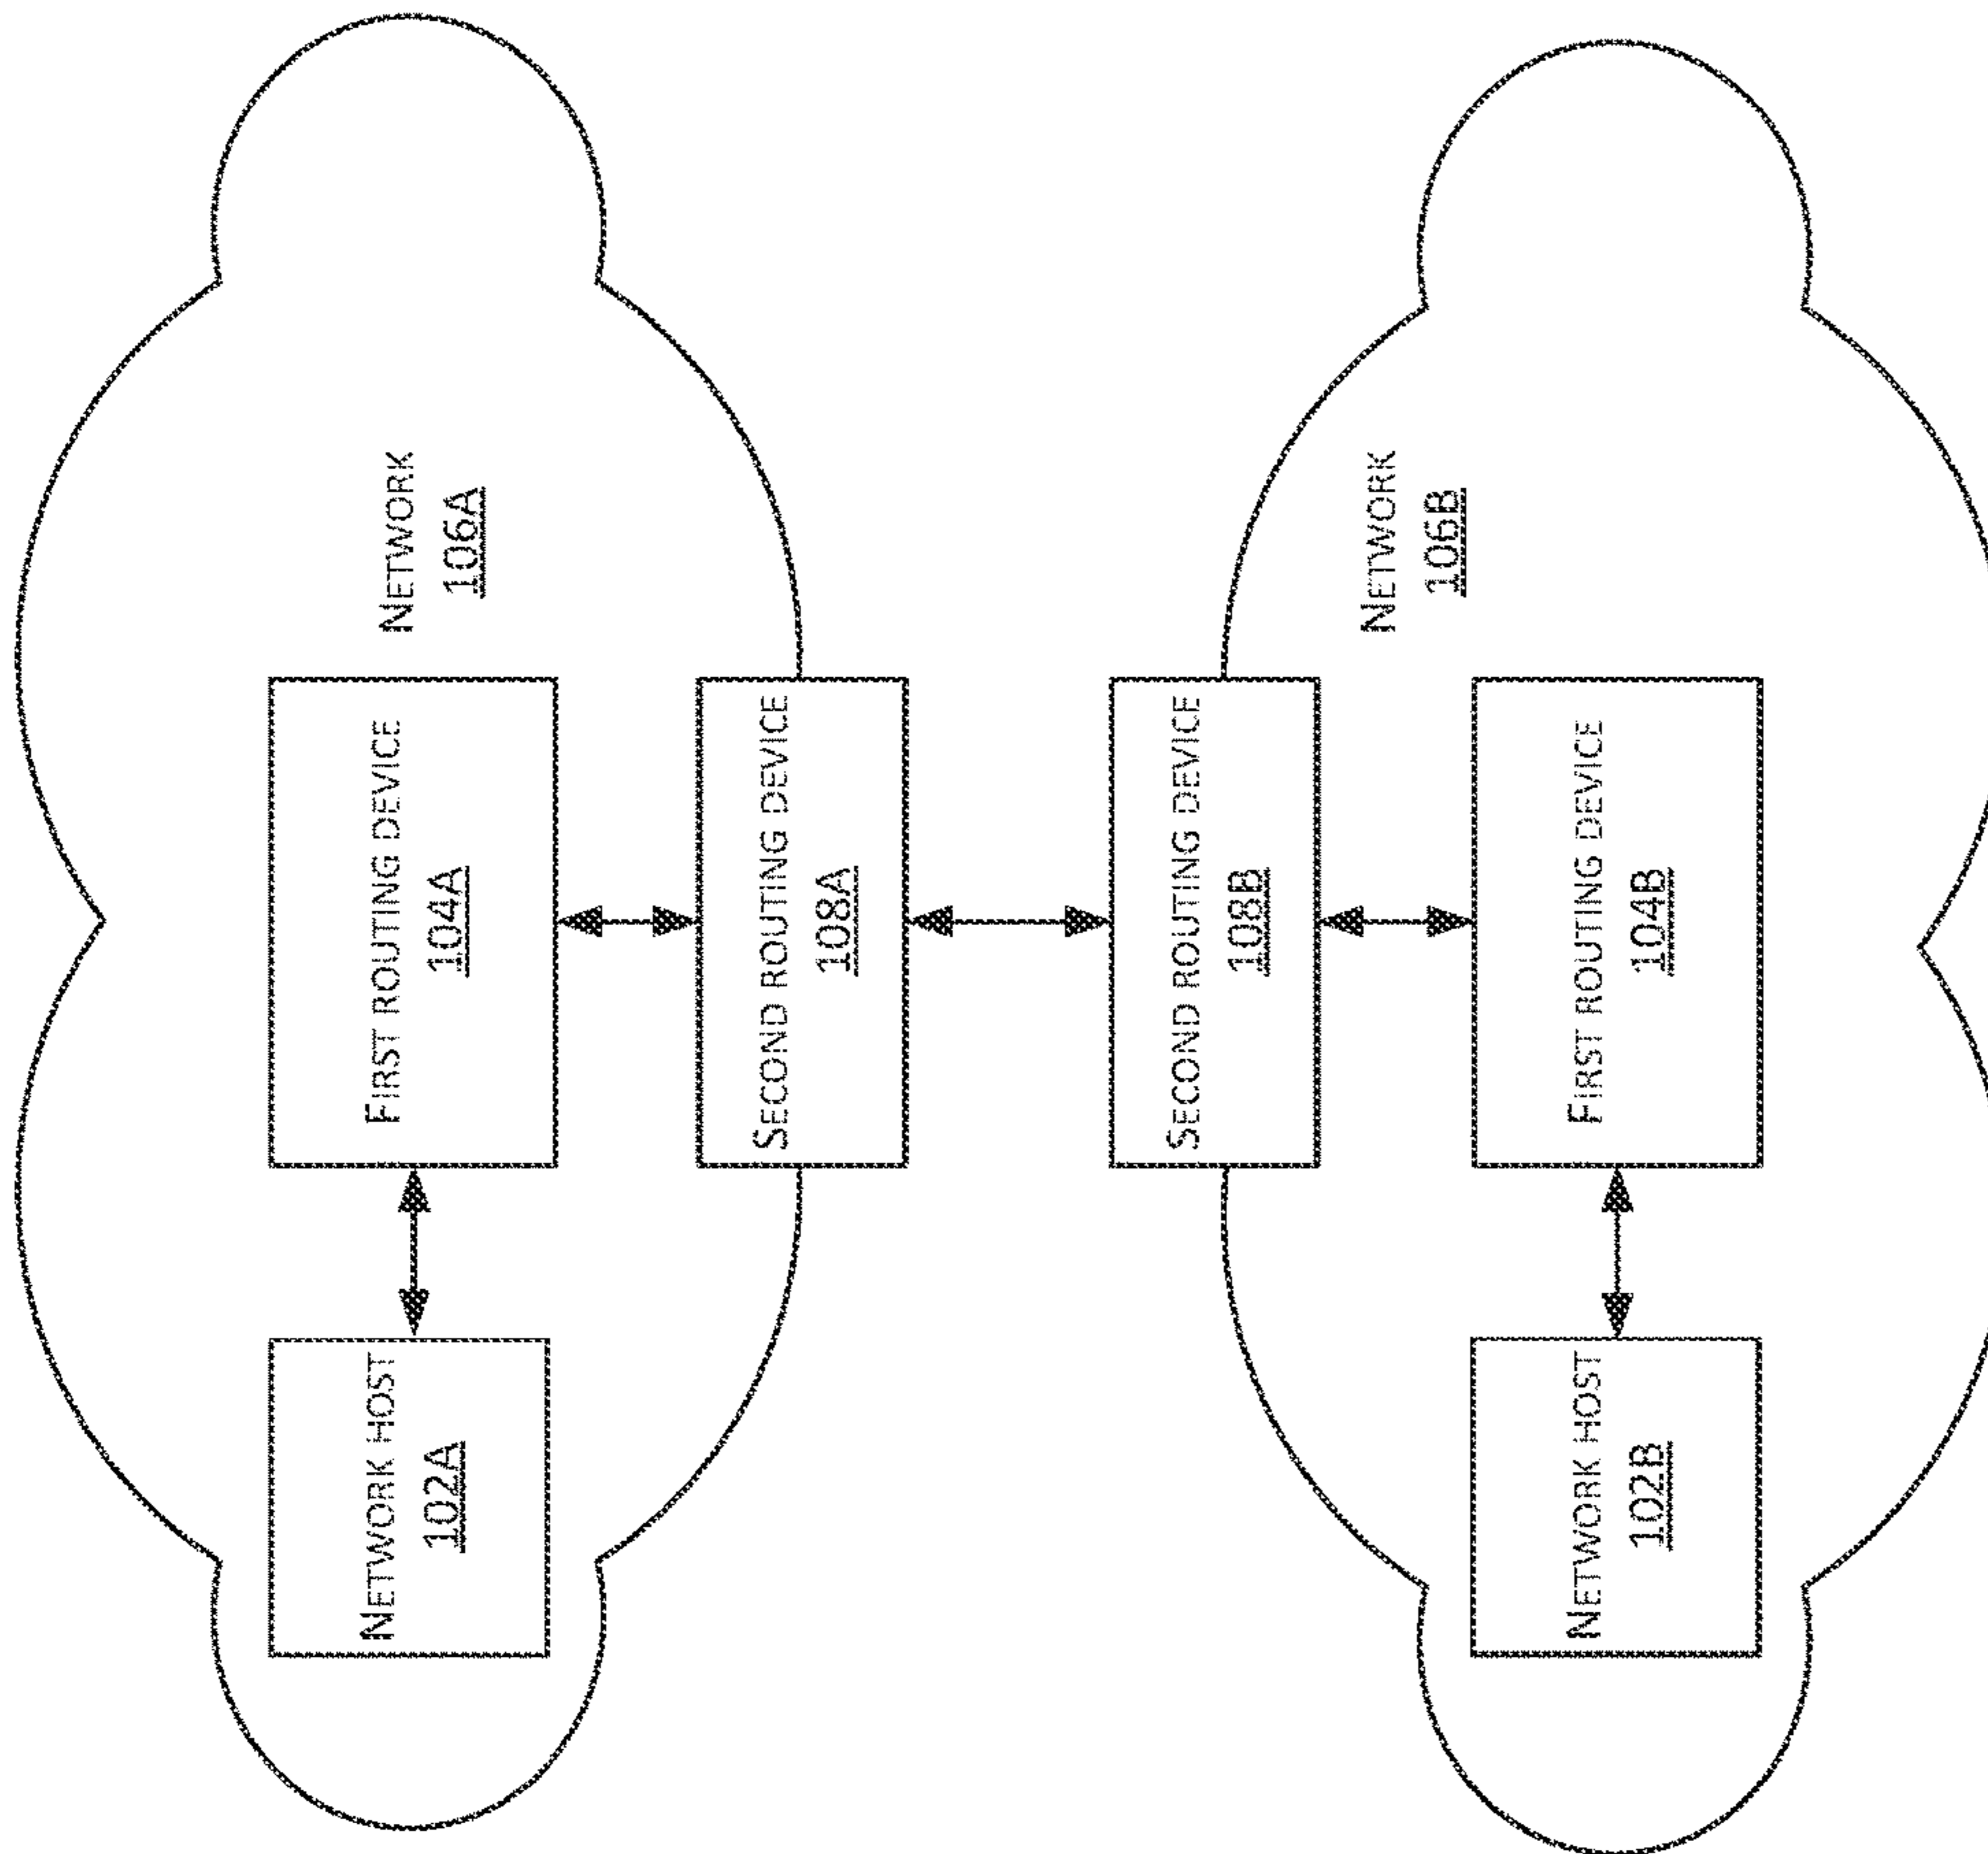 NETWORK
106A
FIRST ROUTING DEVICE
104A
NETWORK HOST
102A
SECOND ROUTING DEVICE
108A
SECOND ROUTING DEVICE
108B
NETWORK
106B
FIRST ROUTING DEVICE
104B
NETWORK HOST
102B